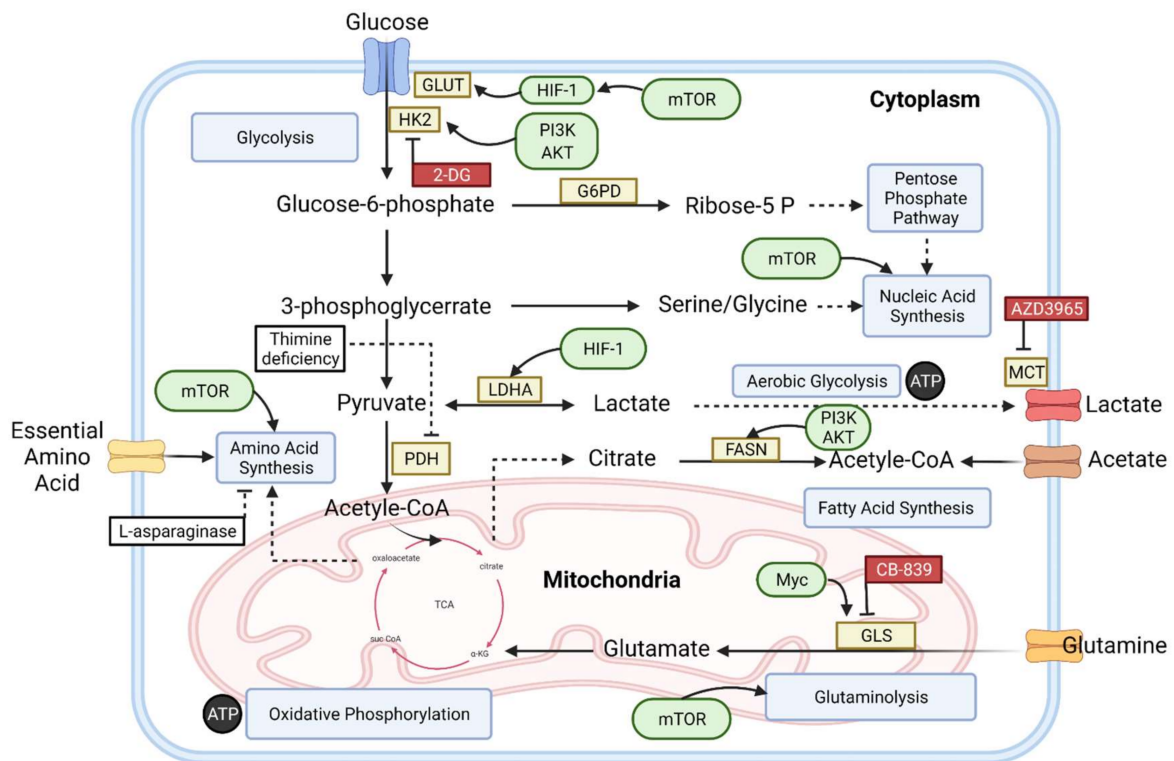 Glucose
GLUT
HIF-1
mTOR
Cytoplasm
Glycolysis
HK2
PI3K
AKT
2-DG
Glucose-6-phosphate
G6PD
Ribose-5 P
Pentose
Phosphate
Pathway
mTOR
3-phosphoglycerrate
Serine/Glycine
Nucleic Acid
Synthesis
AZD3965
Thimine
deficiency
HIF-1
MCT
mTOR
Pyruvate
LDHA
Lactate
Aerobic Glycolysis
ATP
Lactate
Essential
Amino
Acid
Amino Acid
Synthesis
PDH
Citrate
FASN
PI3K
AKT
Acetyle-CoA
Acetate
L-asparaginase
Acetyle-CoA
Fatty Acid Synthesis
oxaloacetate
citrate
Mitochondria
Myc
CB-839
TCA
suc CoA
α-KG
Glutamate
GLS
Glutamine
ATP
Oxidative Phosphorylation
mTOR
Glutaminolysis